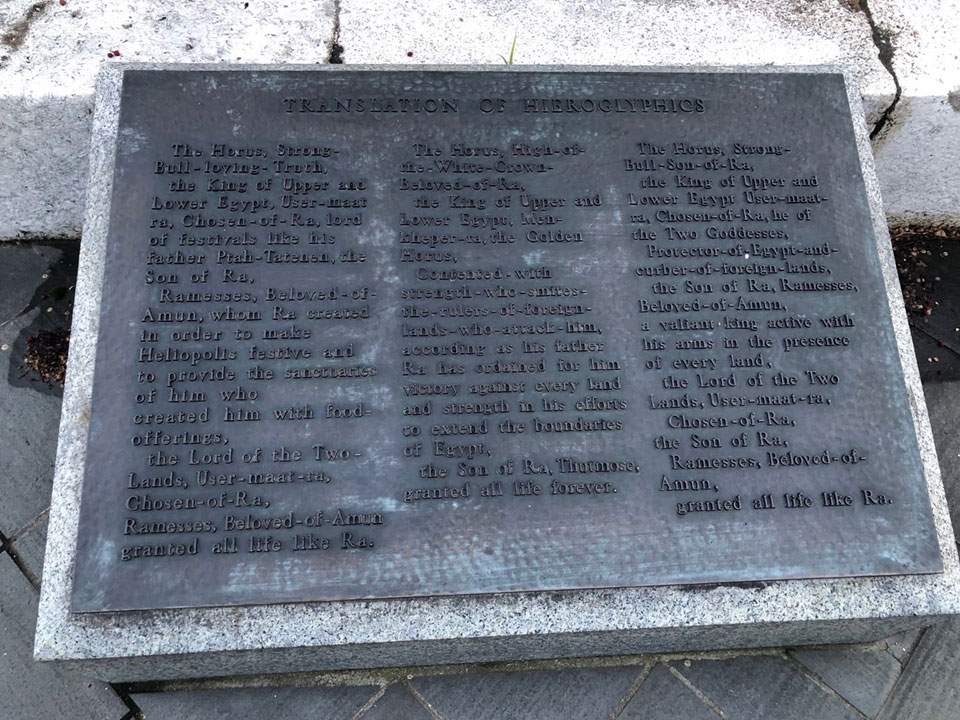 TRANSLATION OF HIEROGLYPHICS
The Horus, Strong-
Bull-loving-Truth,
the King of Upper and
Lower Egypt, User-maat
ra, Chosen-of-Ra, lord
of festivals like his
father Ptah-Tatenen, the
Son of Ra,
Ramesses, Beloved-of-
Amun, whom Ra created
in order to make
Heliopolis festive and
to provide the sanctuaries
of him who
created him with food-
offerings,
the Lord of the Two-
Lands, User-maat-ra,
Chosen-of-Ra,
Ramesses, Beloved-of-Amun
granted all life like Ra.
The Horus, High-of-
the-White-Crown-
Beloved-of-Ra,
the King of Upper and
Lower Egypt, Men-
kheper-ra, the Golden
Horus,
Contented-with
strength-who-smites-
the-rulers-of-foreign-
lands-who-attack-him,
according as his father
Ra has ordained for him
victory against every land
and strength in his efforts
to extend the boundaries
of Egypt,
the Son of Ra, Thutmose,
granted all life forever.
The Horus, Strong-
Bull-Son-of-Ra,
the King of Upper and
Lower Egypt User-maat-
ra, Chosen-of-Ra, he of
the Two Goddesses,
Protector-of-Egypt-and-
curber-of-foreign-lands,
the Son of Ra, Ramesses,
Beloved-of-Amun,
a valiant king active with
his arms in the presence
of every land,
the Lord of the Two
Lands, User-maat-ra,
Chosen-of-Ra,
the Son of Ra,
Ramesses, Beloved-of-
Amun,
granted all life like Ra.